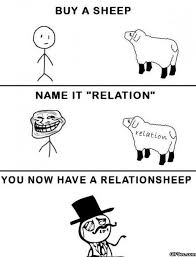 BUY A SHEEP
NAME IT "RELATION"
relation
YOU NOW HAVE A RELATIONSHEEP